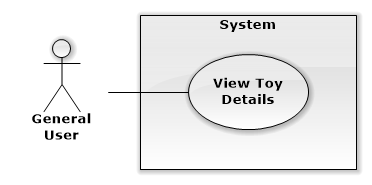 System
View Toy
Details
General
User